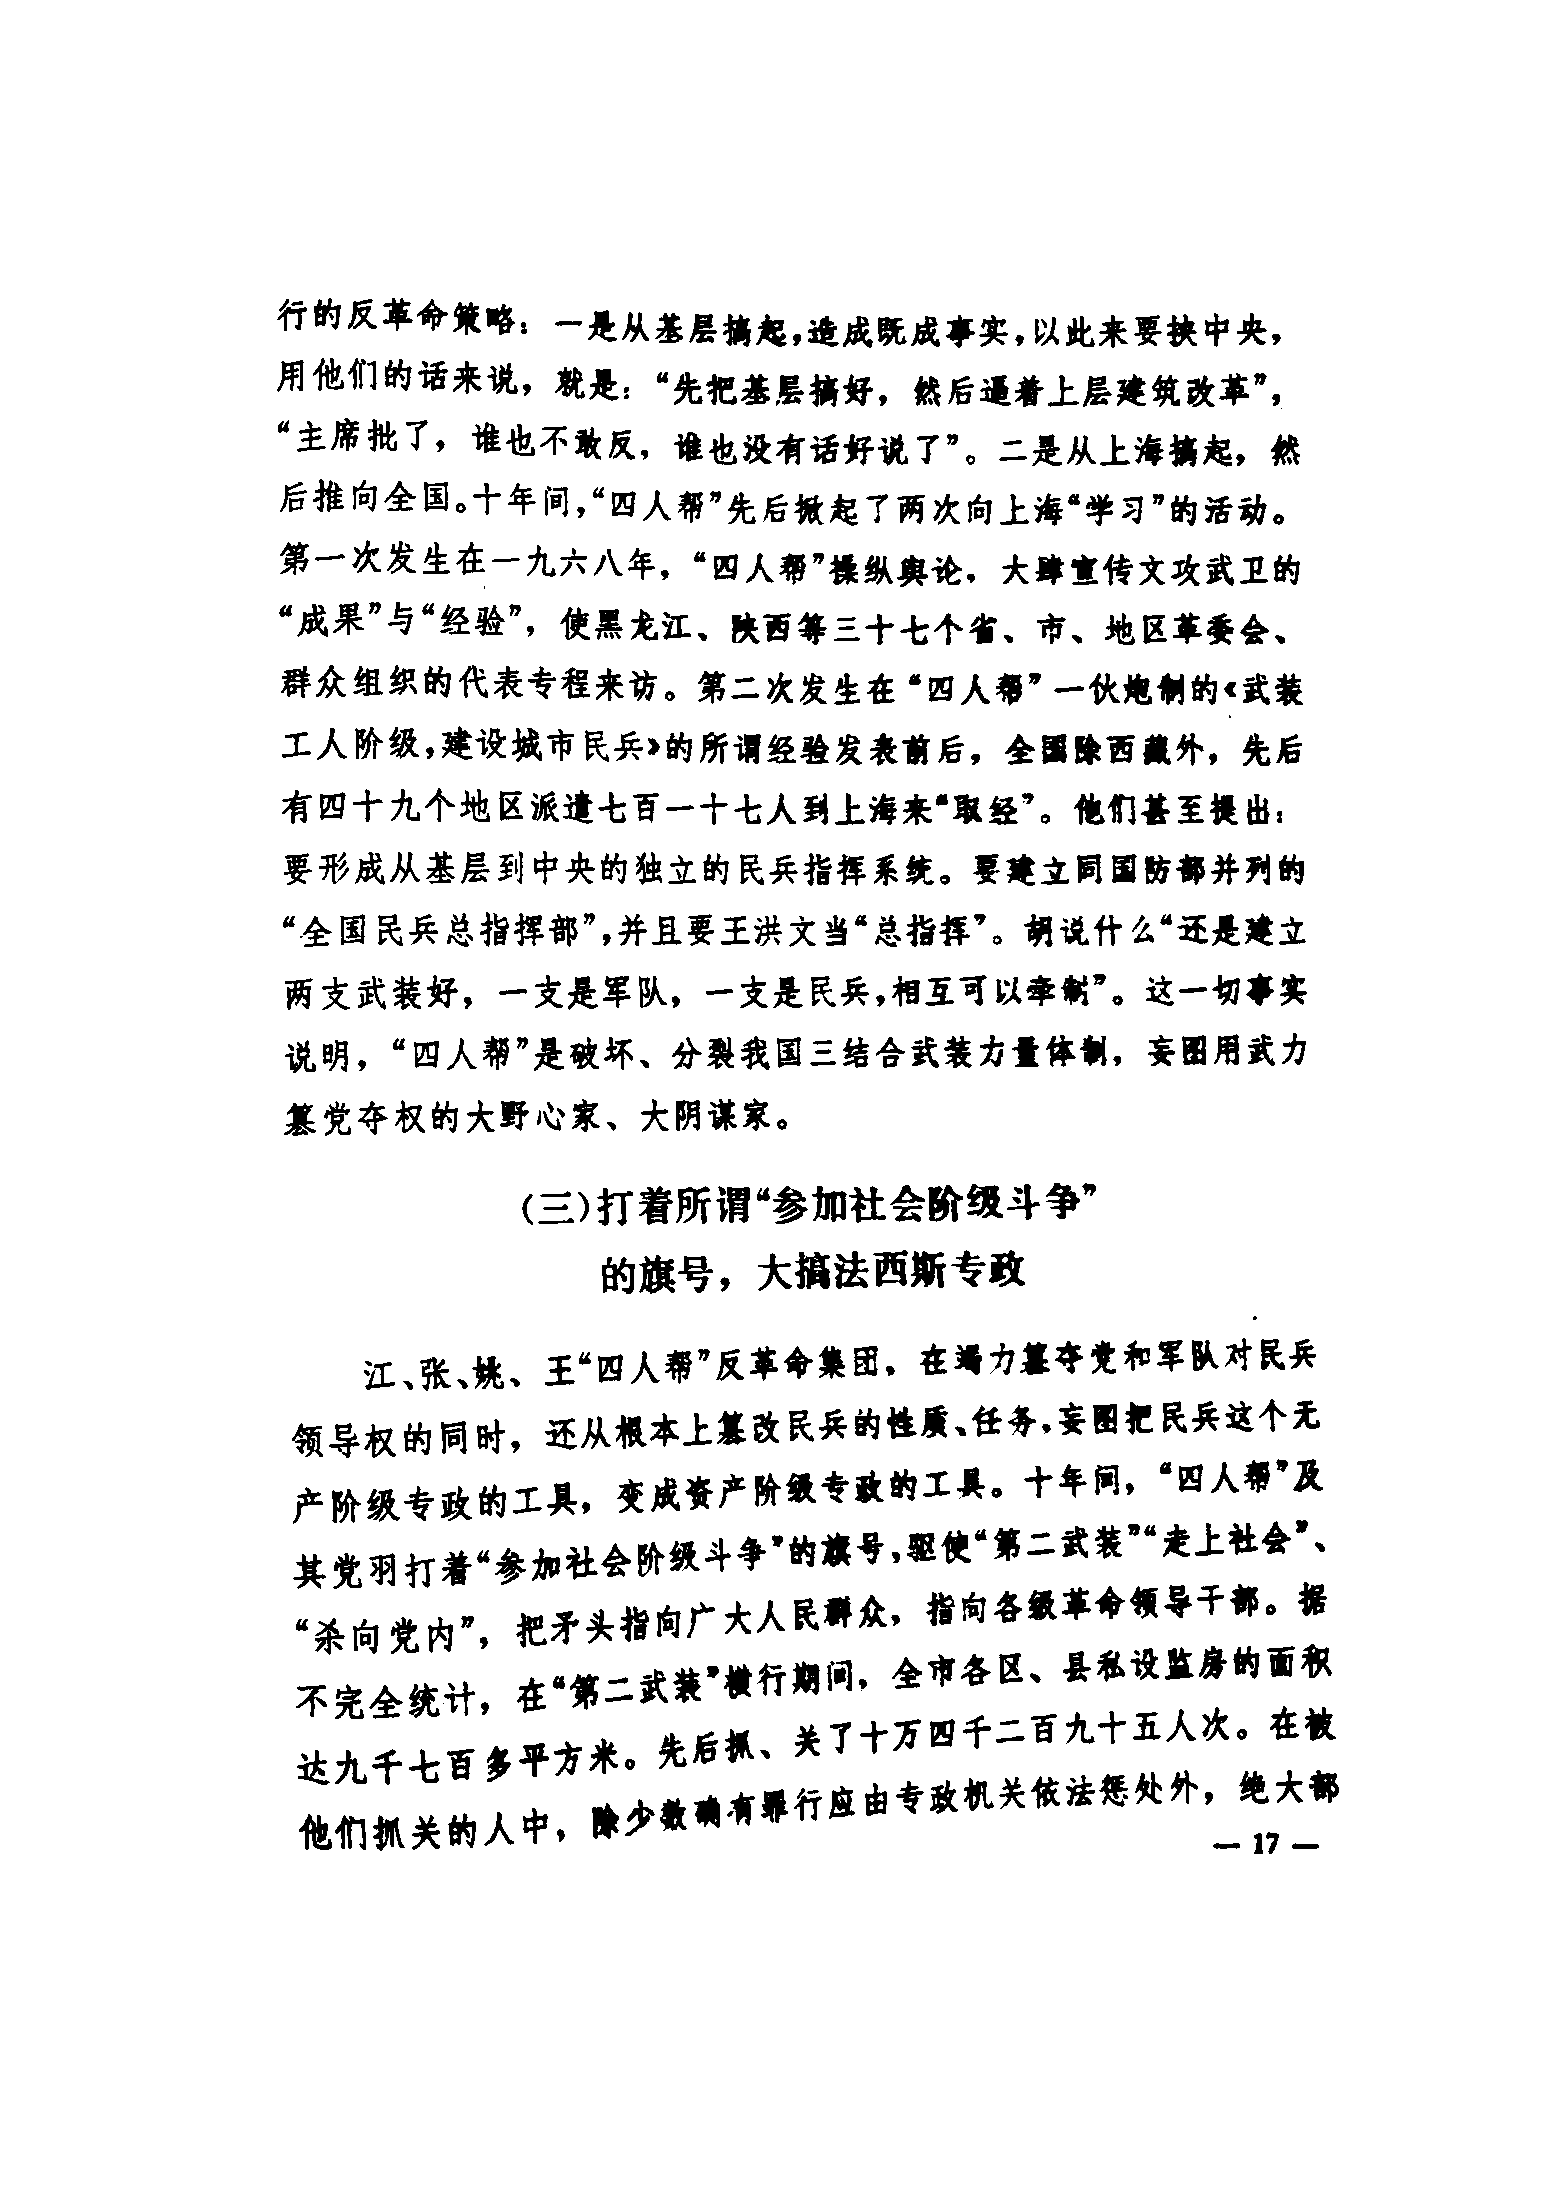 行的反革命策略：一是从基层搞起，造成既成事实，以此来要挟中央，
用他们的话来说，就是：“先把基层搞好，然后逼着上层建筑改革”，
“主席批了，谁也不敢反，谁也没有话好说了”。二是从上海搞起，然
后推向全国。十年间，“四人帮”先后掀起了两次向上海“学习”的活动。
第一次发生在一九六八年，“四人帮”操纵舆论，大肆宣传文攻武卫的
“成果”与“经验”，使黑龙江、陕西等三十七个省、市、地区革委会、
群众组织的代表专程来访。第二次发生在“四人帮”一伙炮制的《武装
工人阶级，建设城市民兵》的所谓经验发表前后，全国除西藏外，先后
有四十九个地区派遣七百一十七人到上海来“取经”。他们甚至提出：
要形成从基层到中央的独立的民兵指挥系统。要建立同国防部并列的
“全国民兵总指挥部”，并且要王洪文当“总指挥”。胡说什么“还是建立
两支武装好，一支是军队，一支是民兵，相互可以牵制”。这一切事实
说明，“四人帮”是破坏、分裂我国三结合武装力量体制，妄图用武力
篡党夺权的大野心家、大阴谋家。
（三）打着所谓“参加社会阶级斗争”
的旗号，大搞法西斯专政
江、张、姚、王“四人帮”反革命集团，在竭力篡夺党和军队对民兵
领导权的同时，还从根本上篡改民兵的性质、任务，妄图把民兵这个无
产阶级专政的工具，变成资产阶级专政的工具。十年间，“四人帮”及
其党羽打着“参加社会阶级斗争”的旗号，驱使“第二武装”“走上社会”、
“杀向党内”，把矛头指向广大人民群众，指向各级革命领导干部。据
不完全统计，在“第二武装”横行期间，全市各区、县私设监房的面积
达九千七百多平方米。先后抓、关了十万四千二百九十五人次。在被
他们抓关的人中，除少数确有罪行应由专政机关依法惩处外，绝大部
— 17 —